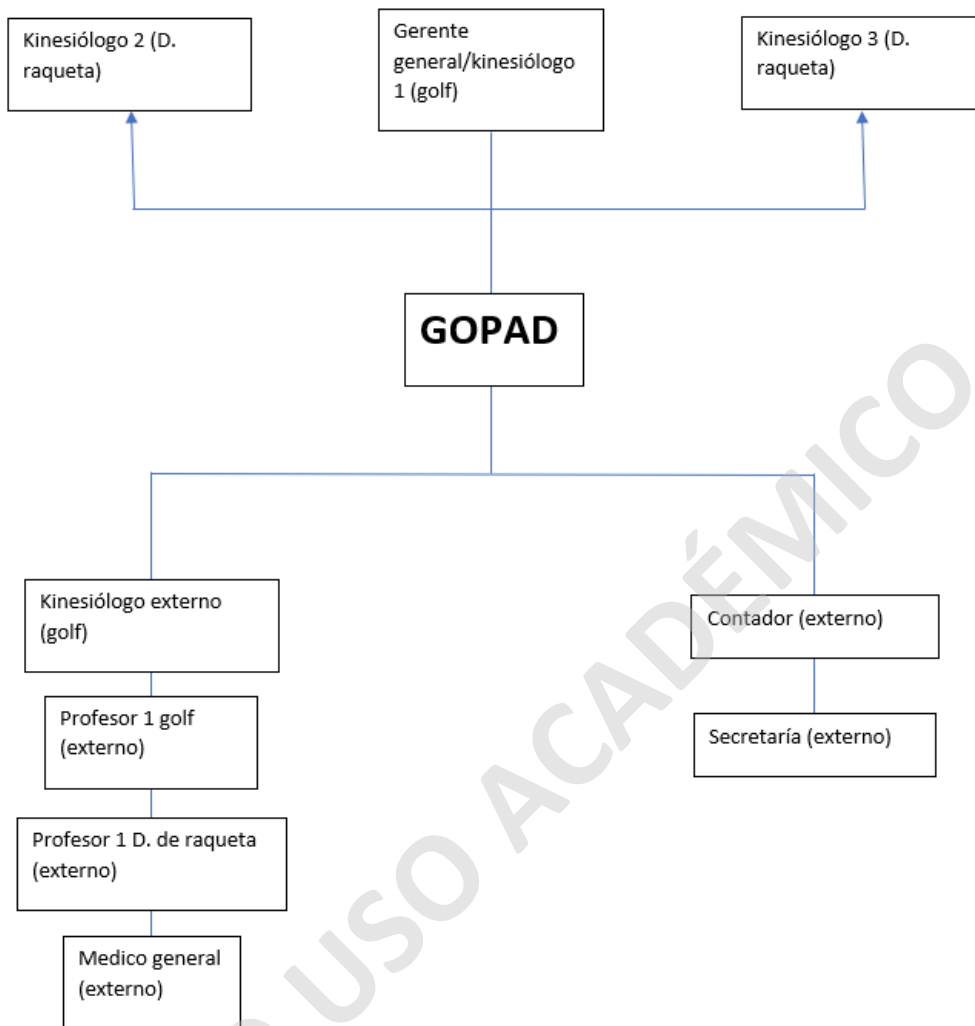 Kinesiólogo 2 (D.
raqueta)
Gerente
general/kinesiólogo
1 (golf)
Kinesiólogo 3 (D.
raqueta)
GOPAD
Kinesiólogo externo
(golf)
Profesor 1 golf
(externo)
Profesor 1 D. de raqueta
(externo)
Medico general
(externo)
Contador (externo)
Secretaría (externo)
USO ACADÉMICO